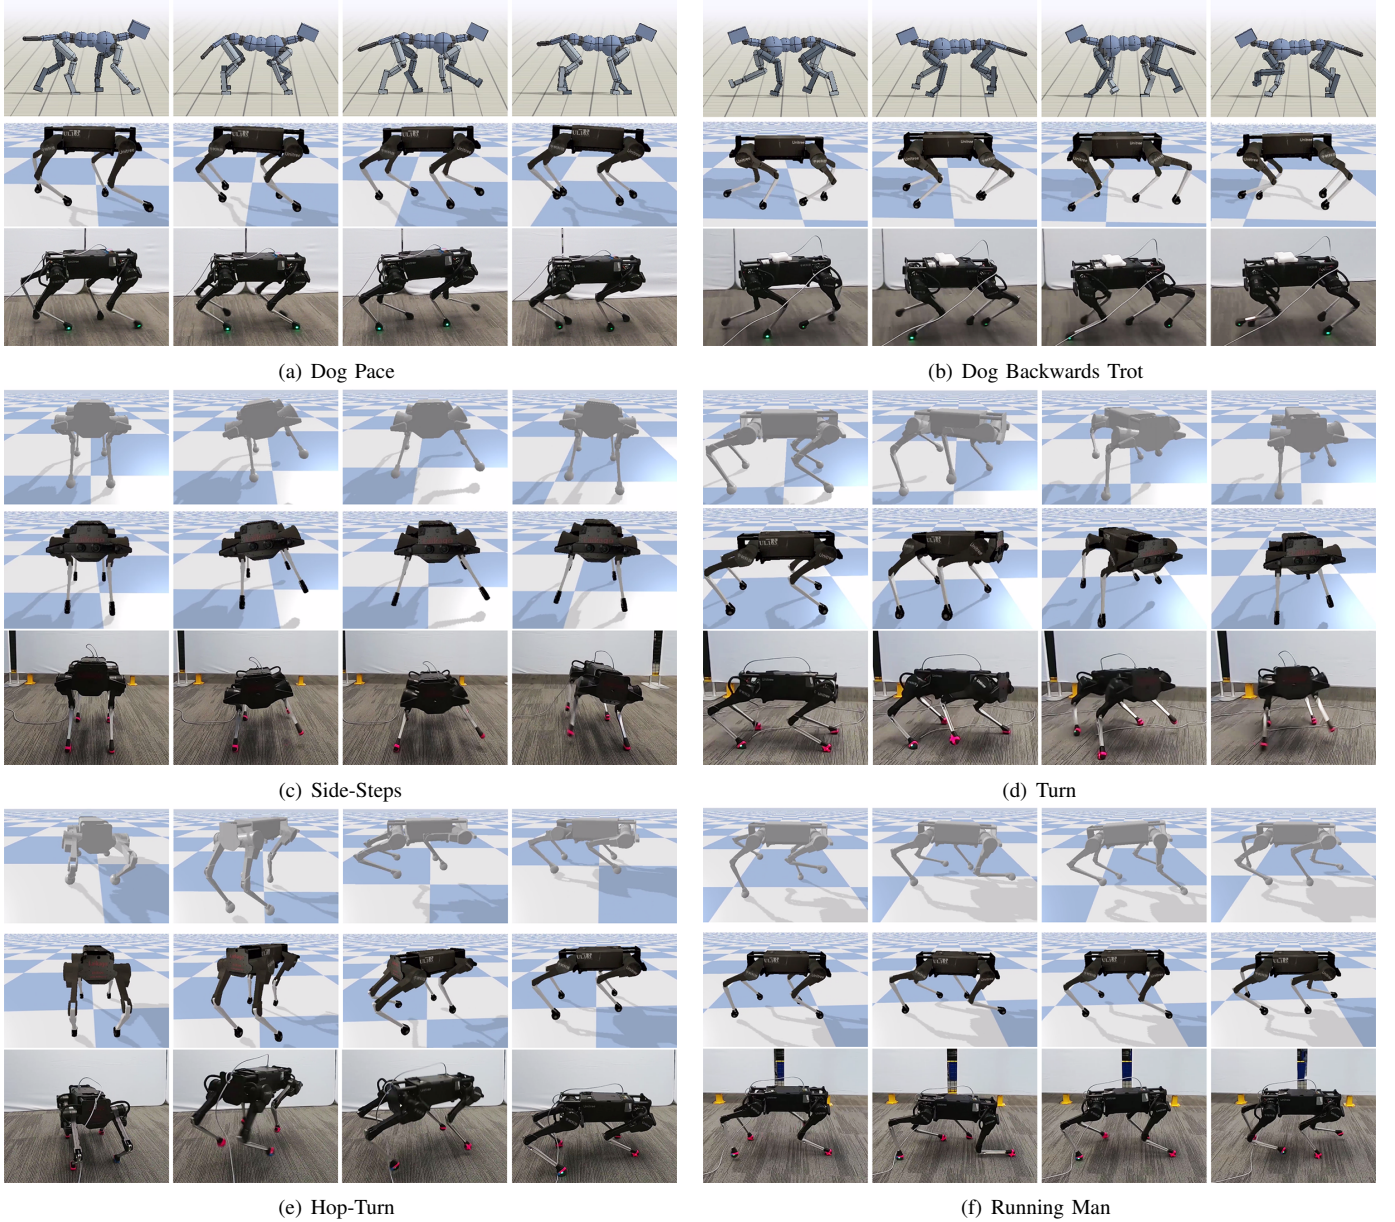 (a) Dog Pace
(b) Dog Backwards Trot
(c) Side-Steps
(d) Turn
(e) Hop-Turn
(f) Running Man